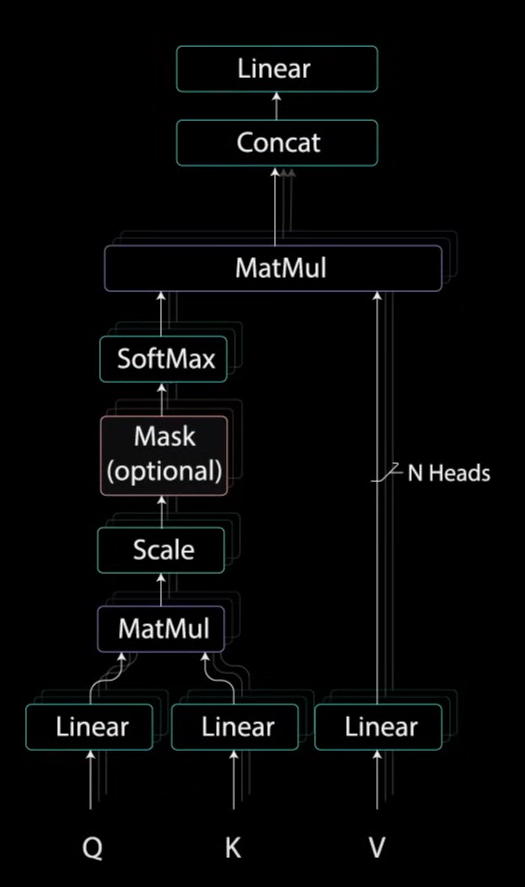 Linear
Concat
MatMul
SoftMax
Mask
(optional)
N Heads
Scale
MatMul
Linear
Linear
Linear
Q
K
V